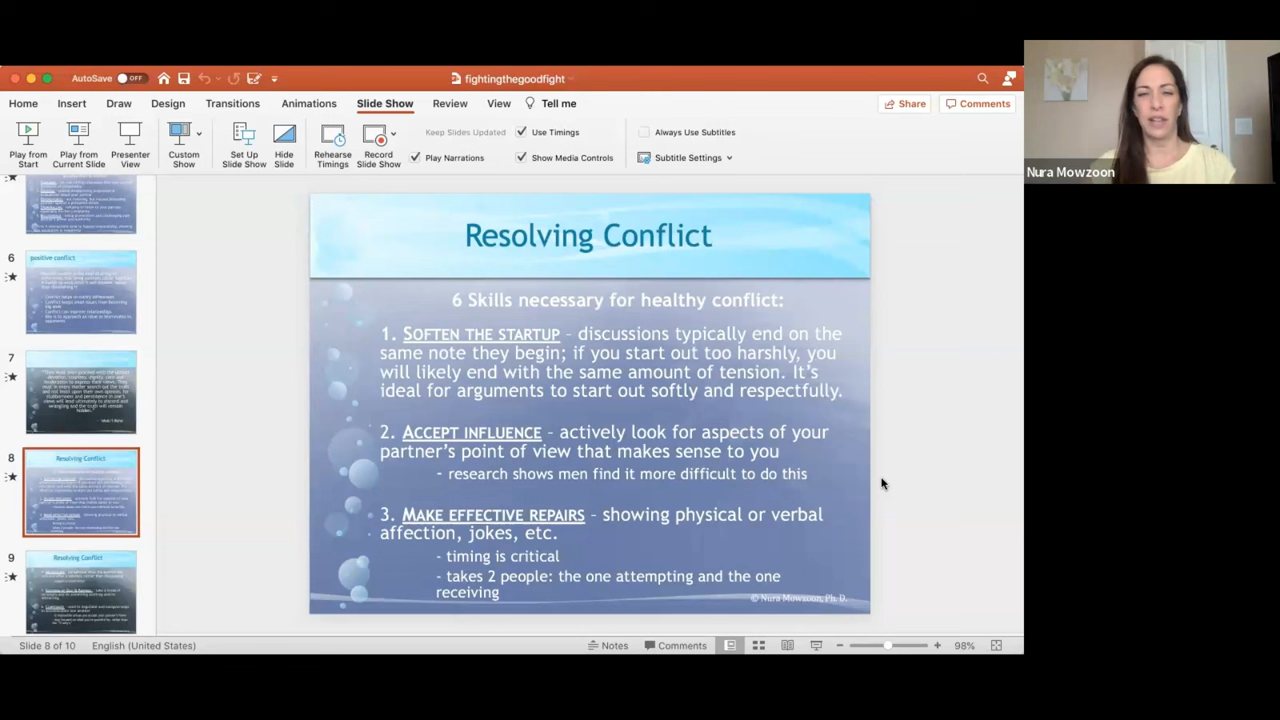 AutoSave OFF
fightingthegoodfight
Home Insert Draw Design Transitions Animations Slide Show Review View Tell me
Share Comments
Play from Start
Play from Current Slide
Presenter View
Custom Show
Set Up Slide Show
Hide Slide
Rehearse Timings
Record Slide Show
Keep Slides Updated
Play Narrations
Use Timings
Show Media Controls
Always Use Subtitles
Subtitle Settings
Nura Mowzoon
6
positive conflict
7
8
Resolving Conflict
9
Resolving Conflict
Resolving Conflict
6 Skills necessary for healthy conflict:
1. SOFTEN THE STARTUP – discussions typically end on the
same note they begin; if you start out too harshly, you
will likely end with the same amount of tension. It's
ideal for arguments to start out softly and respectfully.
2. ACCEPT INFLUENCE – actively look for aspects of your
partner's point of view that makes sense to you
- research shows men find it more difficult to do this
3. MAKE EFFECTIVE REPAIRS – showing physical or verbal
affection, jokes, etc.
- timing is critical
- takes 2 people: the one attempting and the one
receiving
© Nura Mowzoon, Ph. D.
Slide 8 of 10 English (United States)
Notes Comments 98%